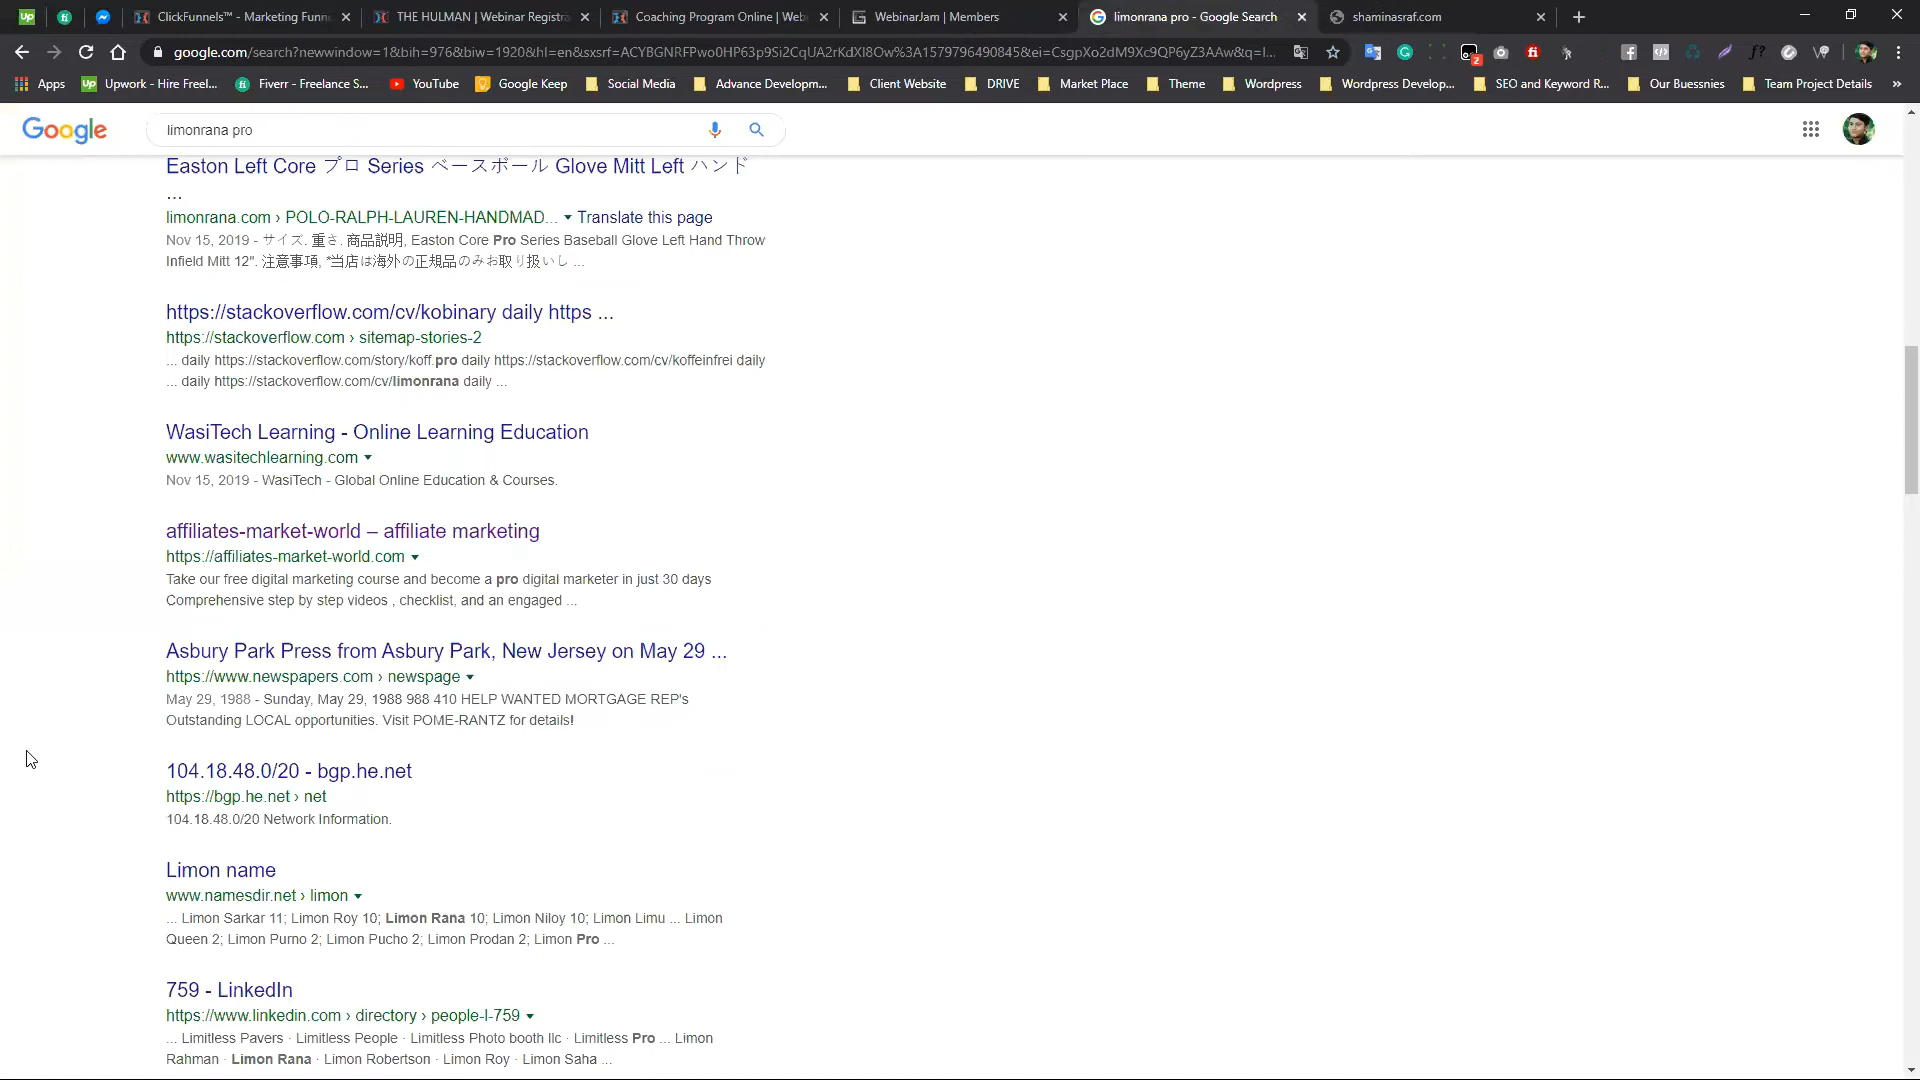 ClickFunnels™ - Marketing Funn
THE HULMAN | Webinar Registra
Coaching Program Online | Web
WebinarJam | Members
limonrana pro - Google Search
shaminasraf.com
google.com/search?newwindow=1&bih=976&biw=1920&hl=en&sxsrf=ACYBGNRFPwo0HP63p9Si2CqUA2rKdXl8Ow%3A1579796490845&ei=CsgpXo2dM9Xc9QP6yZ3AAw&q=l...
Apps
Upwork - Hire Freel...
Fiverr - Freelance S...
YouTube
Google Keep
Social Media
Advance Developm...
Client Website
DRIVE
Market Place
Theme
Wordpress
Wordpress Develop...
SEO and Keyword R...
Our Buessnies
Team Project Details
»
Google
limonrana pro
Easton Left Core プロ Series ベースボール Glove Mitt Left ハンド
...
limonrana.com › POLO-RALPH-LAUREN-HANDMAD... ▾ Translate this page
Nov 15, 2019 - サイズ. 重さ. 商品説明, Easton Core Pro Series Baseball Glove Left Hand Throw
Infield Mitt 12". 注意事項, *当店は海外の正規品のみお取り扱いし ...
https://stackoverflow.com/cv/kobinary daily https ...
https://stackoverflow.com › sitemap-stories-2
... daily https://stackoverflow.com/story/koff.pro daily https://stackoverflow.com/cv/koffeinfrei daily
... daily https://stackoverflow.com/cv/limonrana daily ...
WasiTech Learning - Online Learning Education
www.wasitechlearning.com ▾
Nov 15, 2019 - WasiTech - Global Online Education & Courses.
affiliates-market-world – affiliate marketing
https://affiliates-market-world.com ▾
Take our free digital marketing course and become a pro digital marketer in just 30 days
Comprehensive step by step videos , checklist, and an engaged ...
Asbury Park Press from Asbury Park, New Jersey on May 29 ...
https://www.newspapers.com › newspage ▾
May 29, 1988 - Sunday, May 29, 1988 988 410 HELP WANTED MORTGAGE REP's
Outstanding LOCAL opportunities. Visit POME-RANTZ for details!
104.18.48.0/20 - bgp.he.net
https://bgp.he.net › net
104.18.48.0/20 Network Information.
Limon name
www.namesdir.net › limon ▾
... Limon Sarkar 11; Limon Roy 10; Limon Rana 10; Limon Niloy 10; Limon Limu ... Limon
Queen 2; Limon Purno 2; Limon Pucho 2; Limon Prodan 2; Limon Pro ...
759 - LinkedIn
https://www.linkedin.com › directory › people-l-759 ▾
... Limitless Pavers · Limitless People · Limitless Photo booth llc · Limitless Pro ... Limon
Rahman · Limon Rana · Limon Robertson · Limon Roy · Limon Saha ...